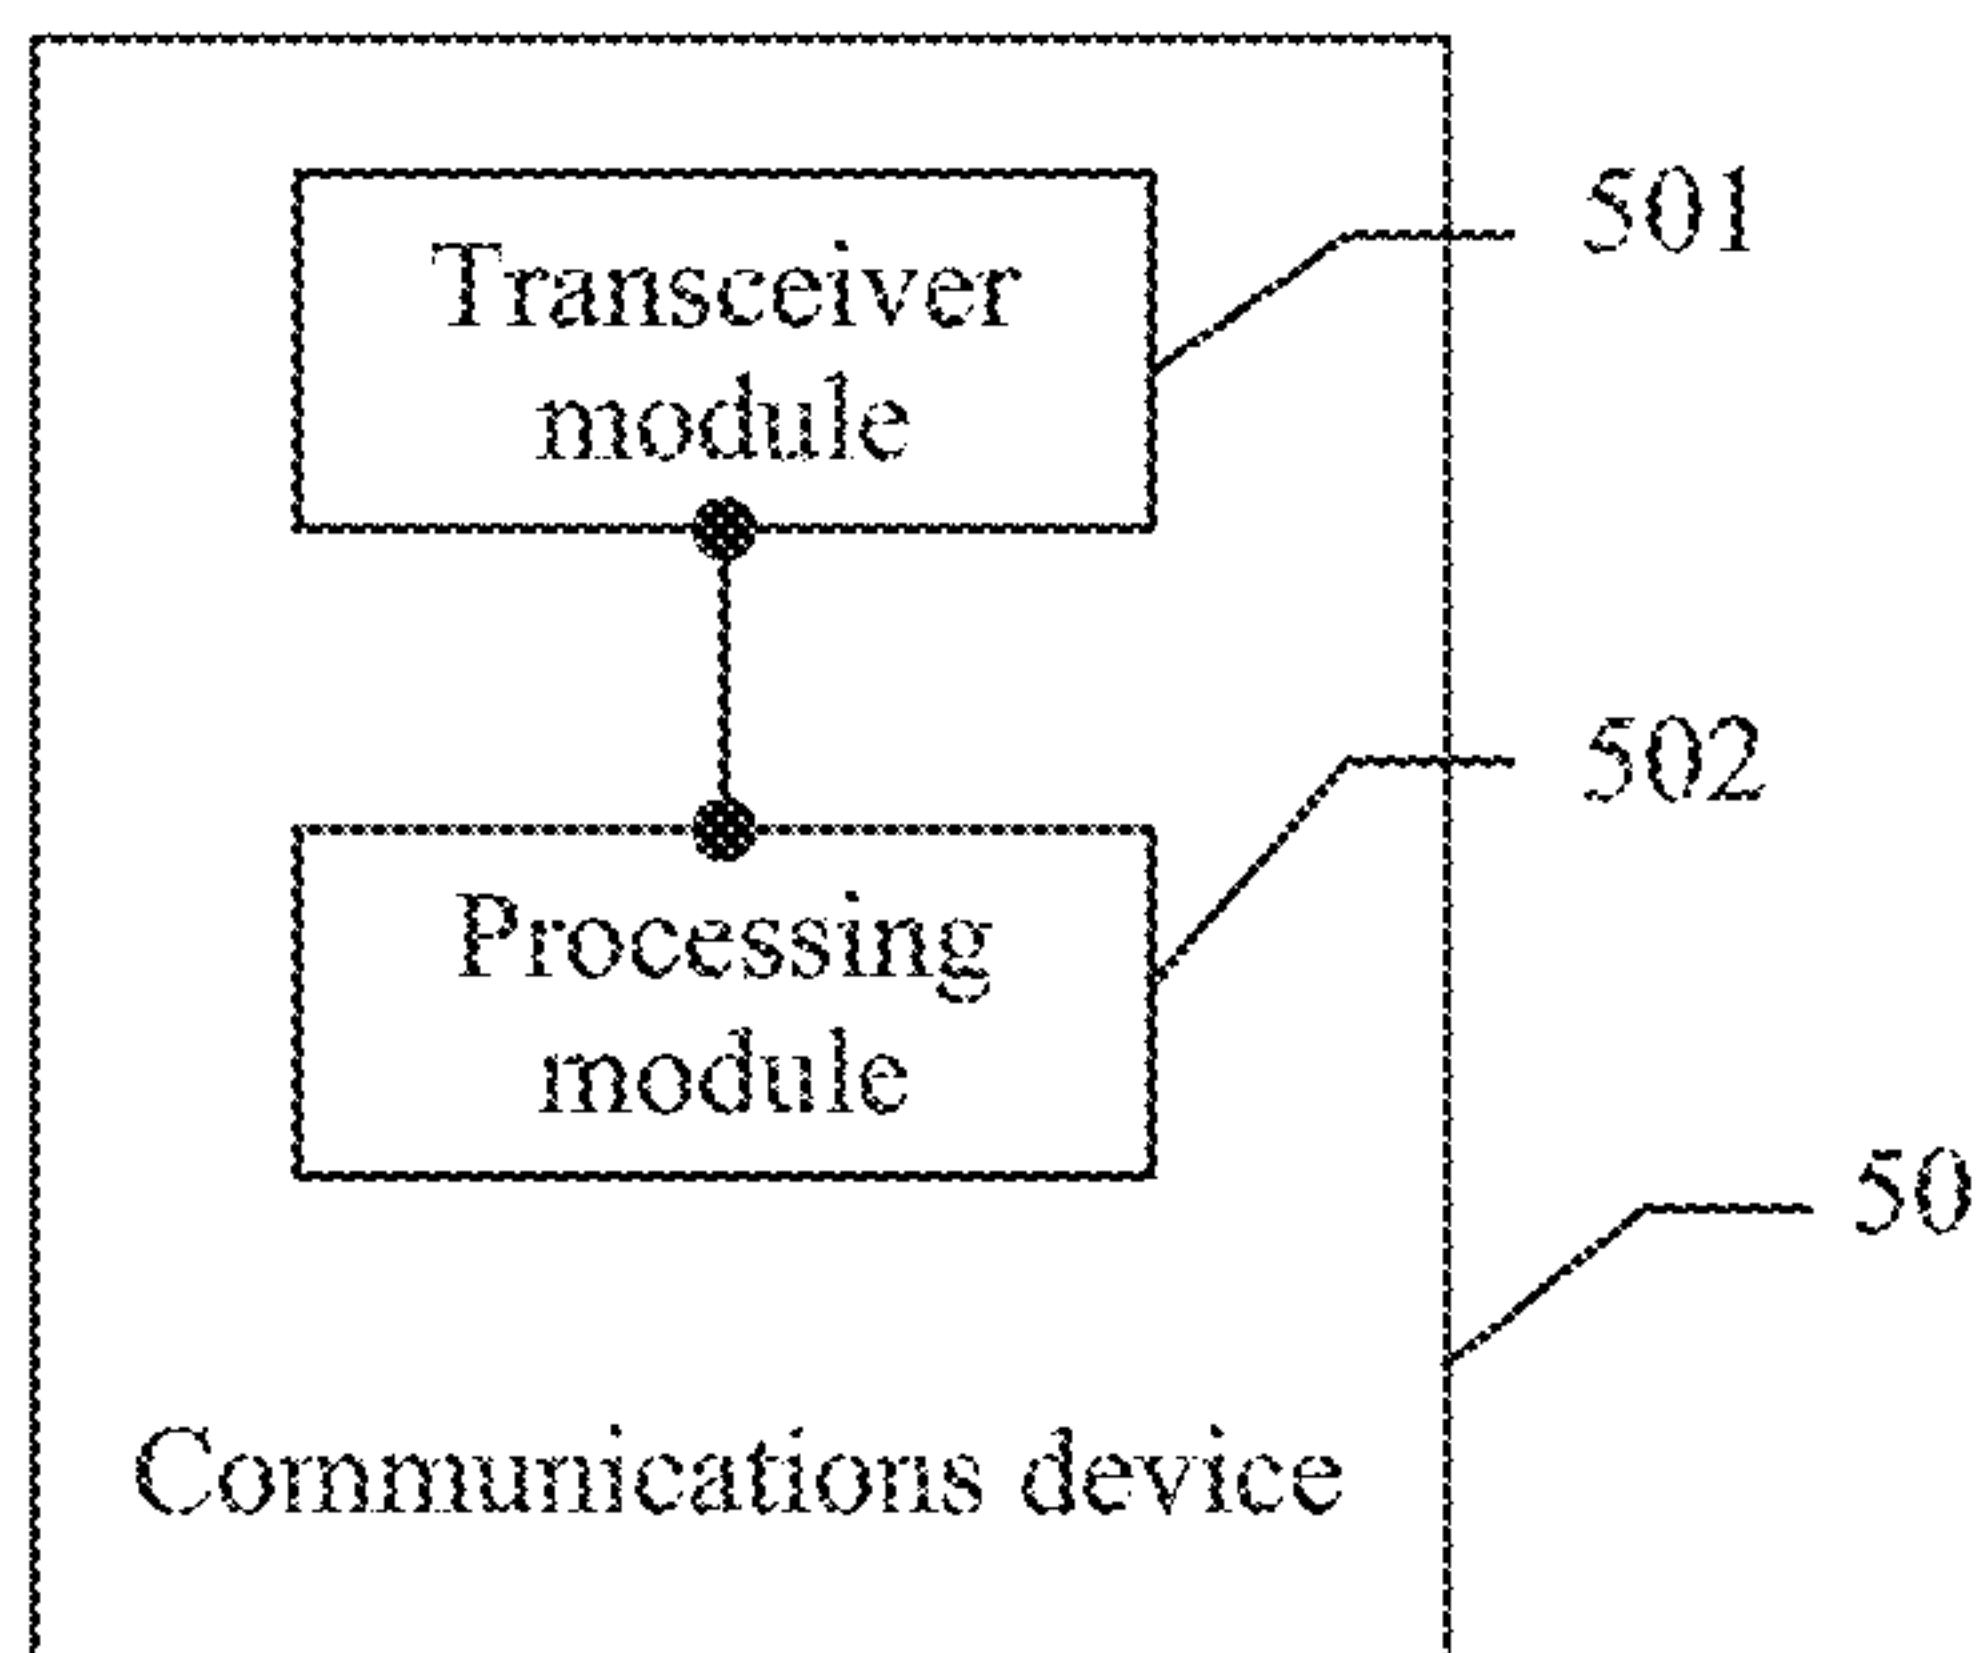 Transceiver
module
501
502
Processing
module
50
Communications device